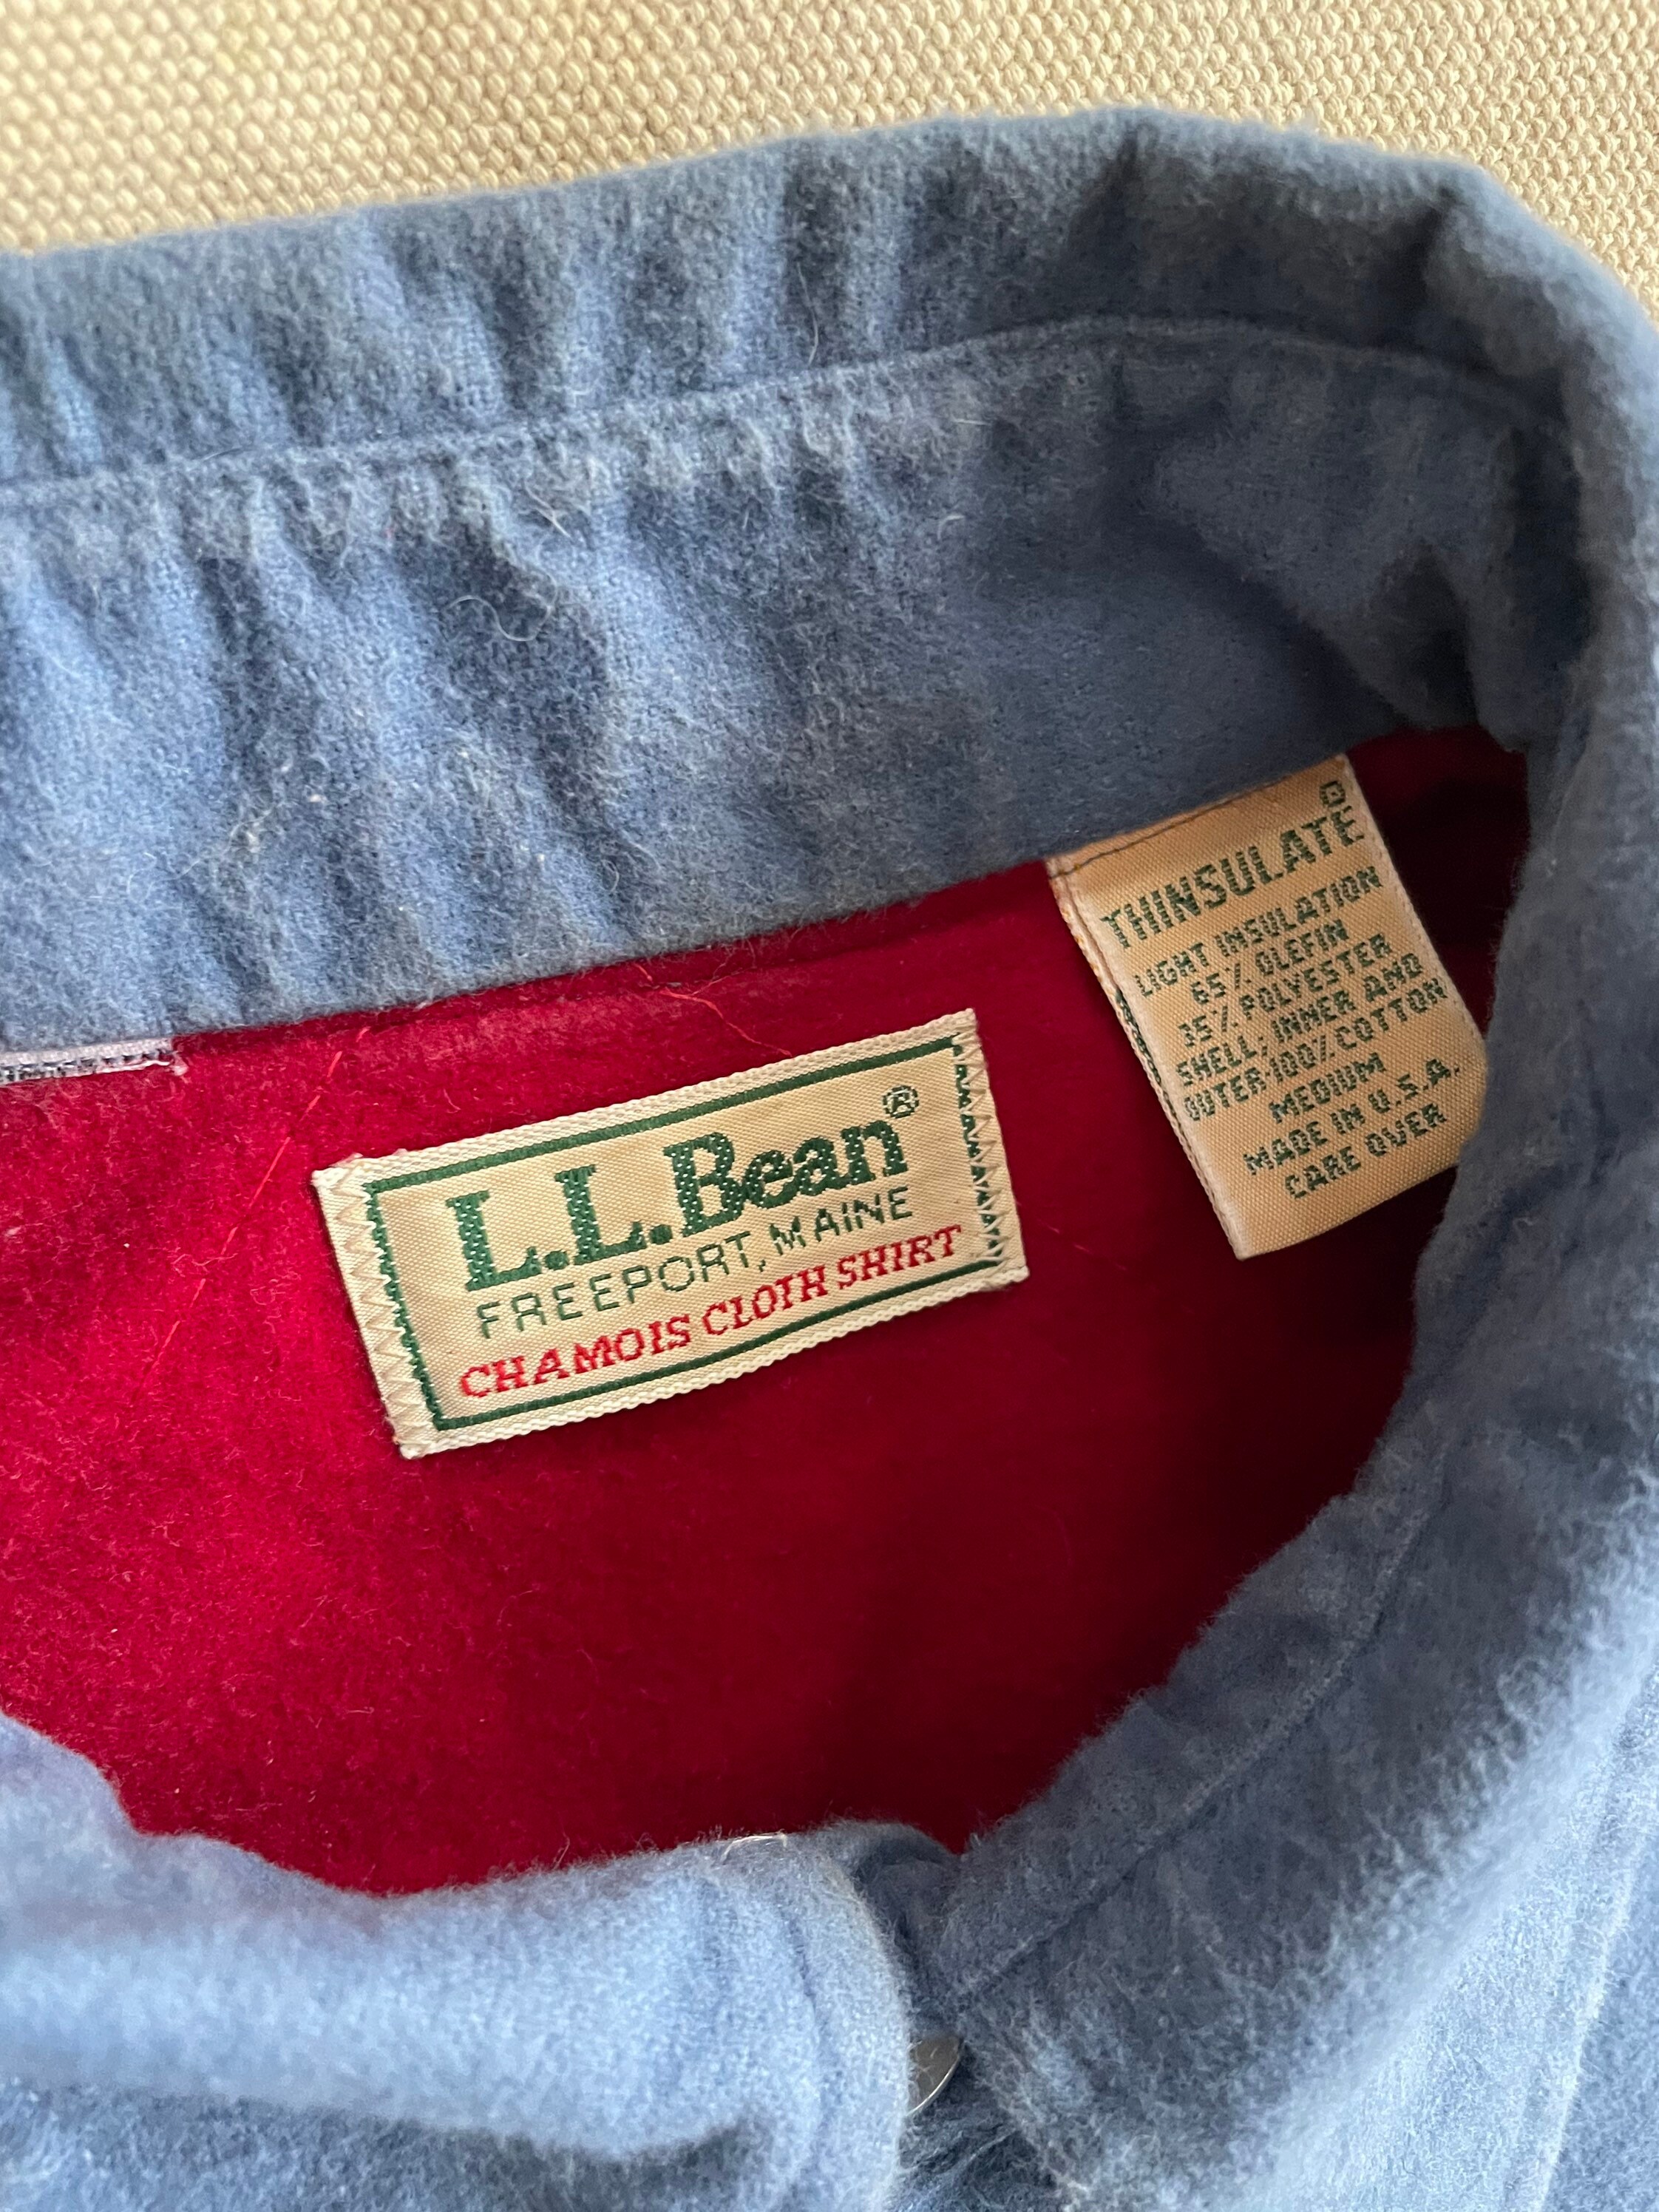 L.L.Bean®
FREEPORT, MAINE
CHAMOIS CLOTH SHIRT
THINSULATE®
LIGHT INSULATION
65% OLEFIN
35% POLYESTER
SHELL: INNER AND
OUTER-100% COTTON
MEDIUM
MADE IN U.S.A.
CARE OVER